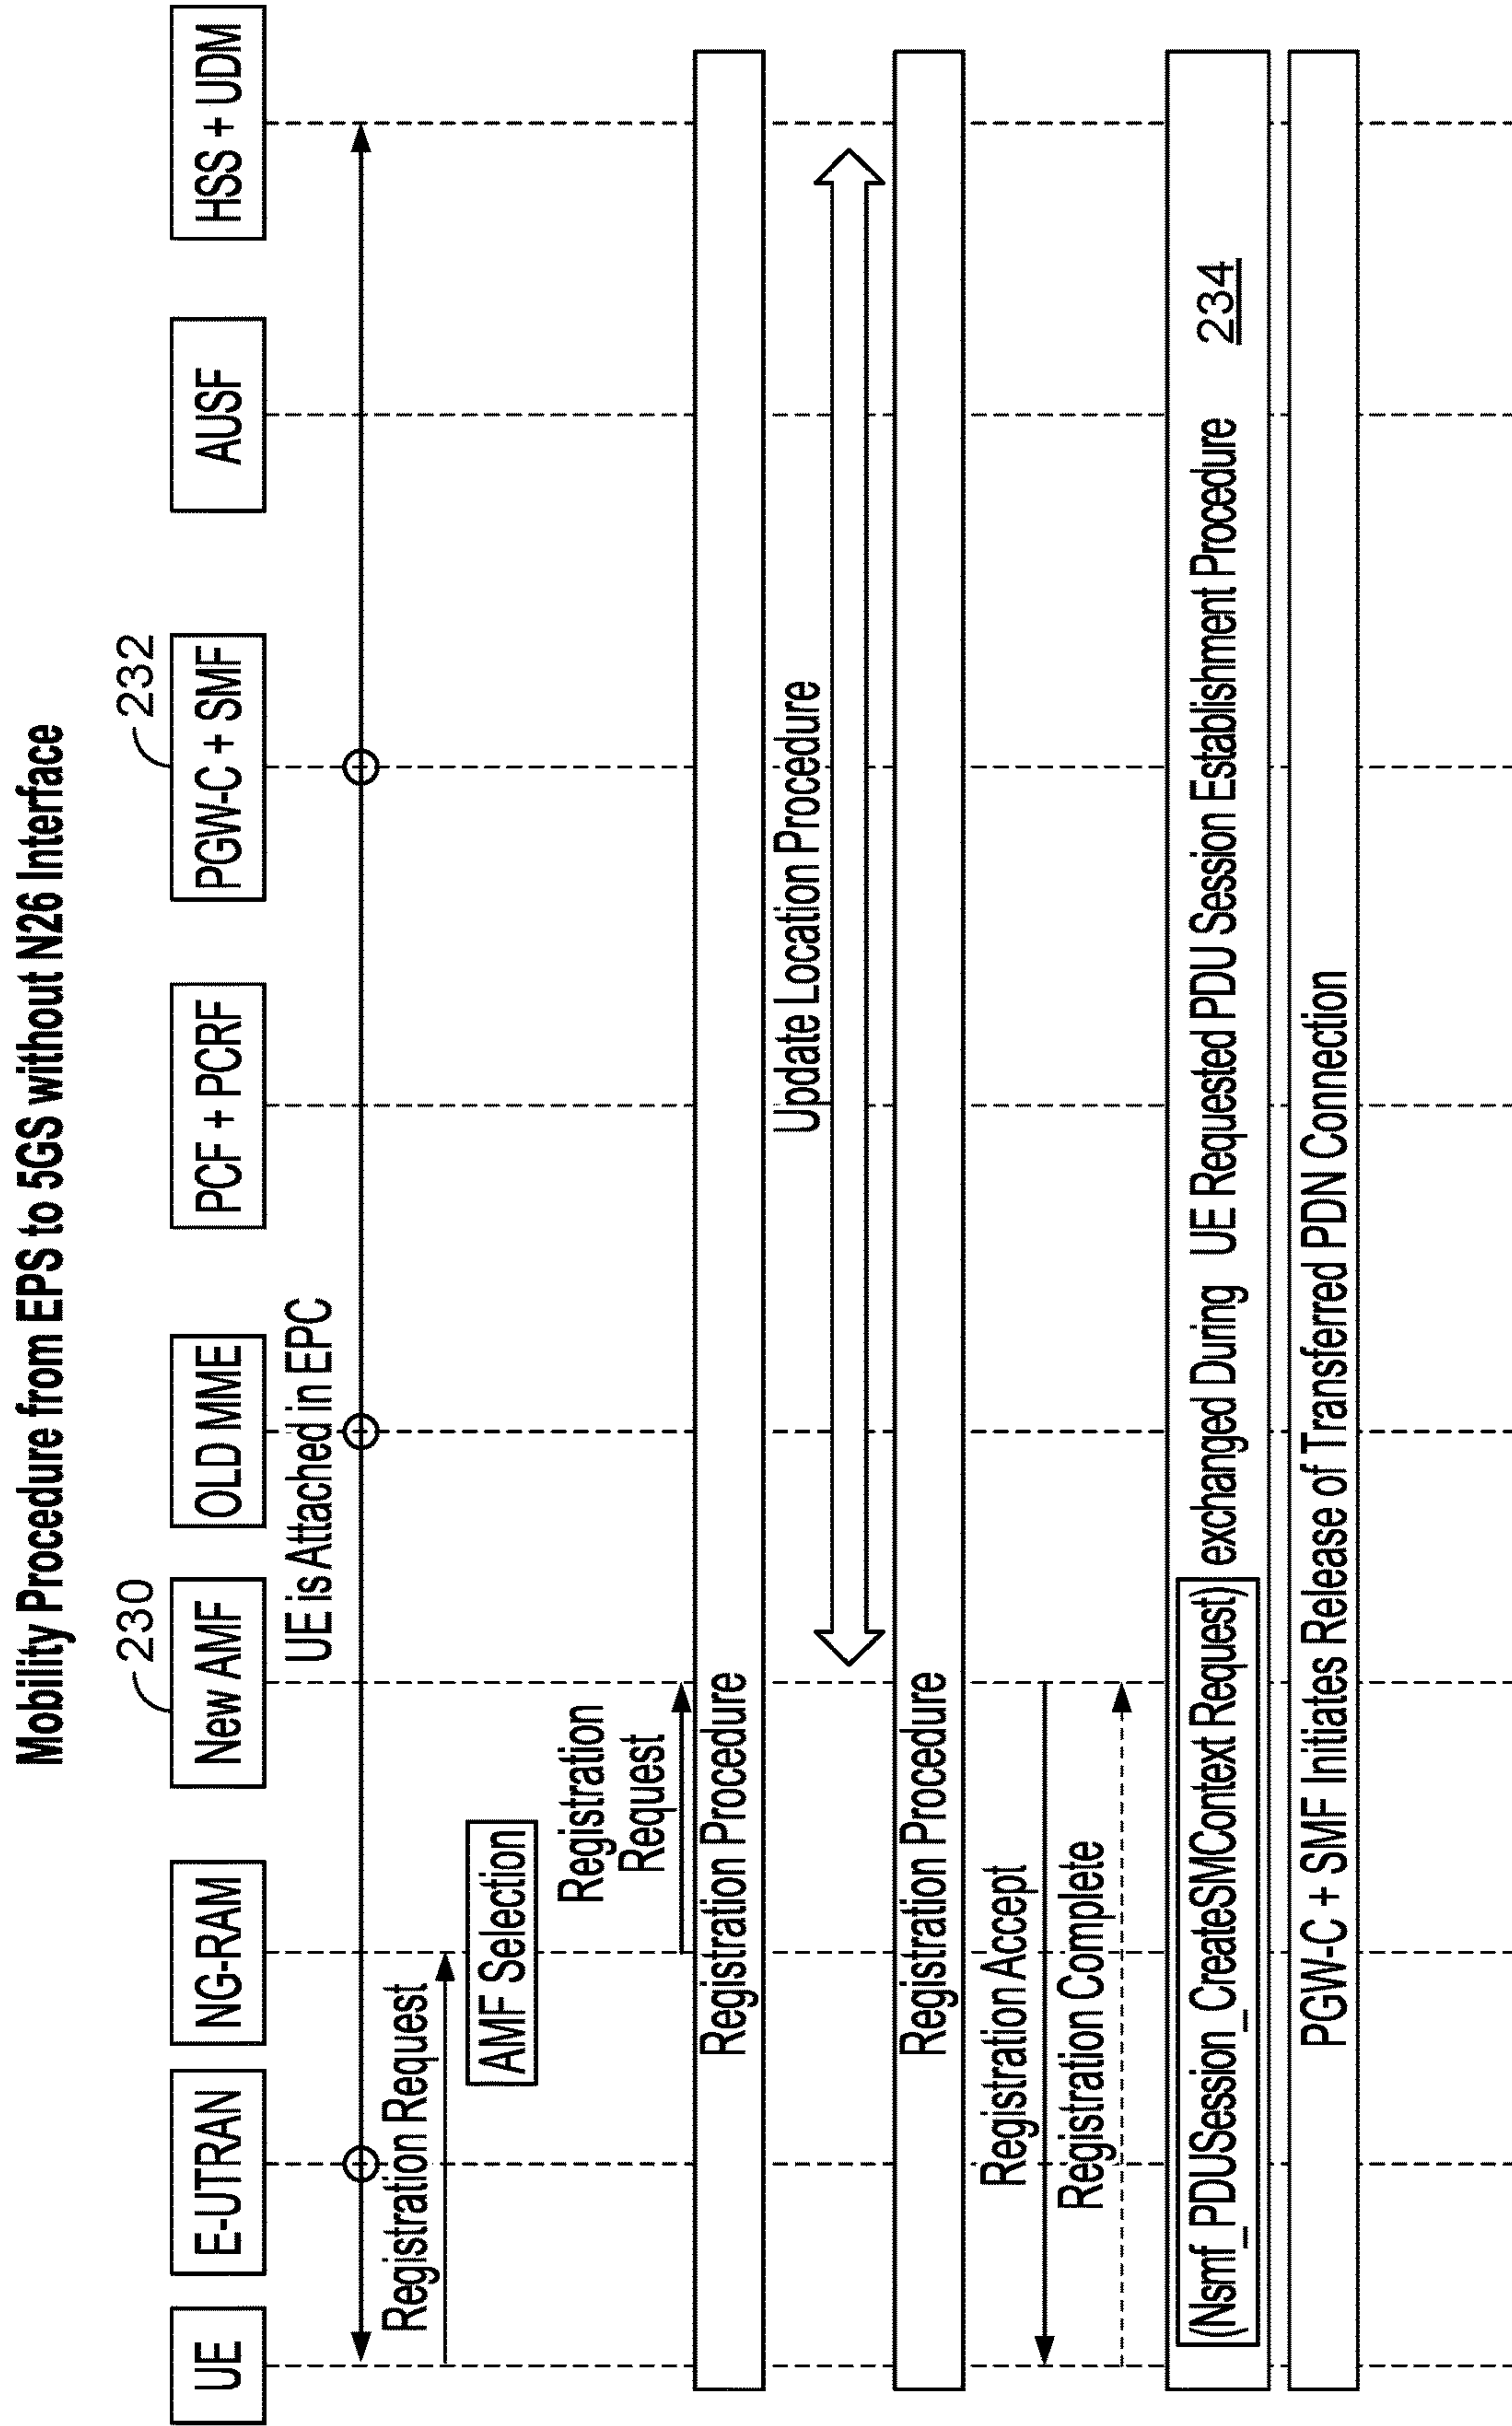 Mobility Procedure from EPS to 5GS without N26 Interface
230
232
UE
E-UTRAN
NG-RAM
New AMF
OLD MME
PCF + PCRF
PGW-C + SMF
AUSF
HSS + UDM
UE is Attached in EPC
Registration Request
AMF Selection
Registration
Request
Registration Procedure
Update Location Procedure
Registration Procedure
Registration Accept
Registration Complete
(Nsmf_PDUSession_CreateSMContext Request) exchanged During UE Requested PDU Session Establishment Procedure 234
PGW-C + SMF Initiates Release of Transferred PDN Connection